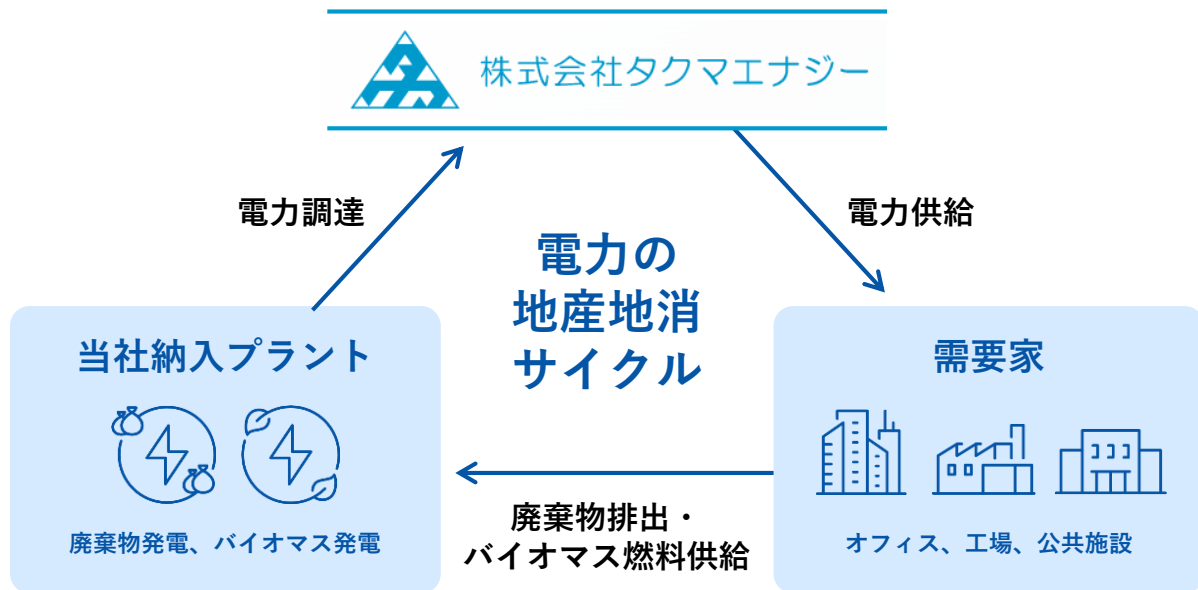 株式会社タクマエナジー
電力調達
電力供給
電力の
地産地消
サイクル
当社納入プラント
廃棄物発電、バイオマス発電
需要家
オフィス、工場、公共施設
廃棄物排出・
バイオマス燃料供給